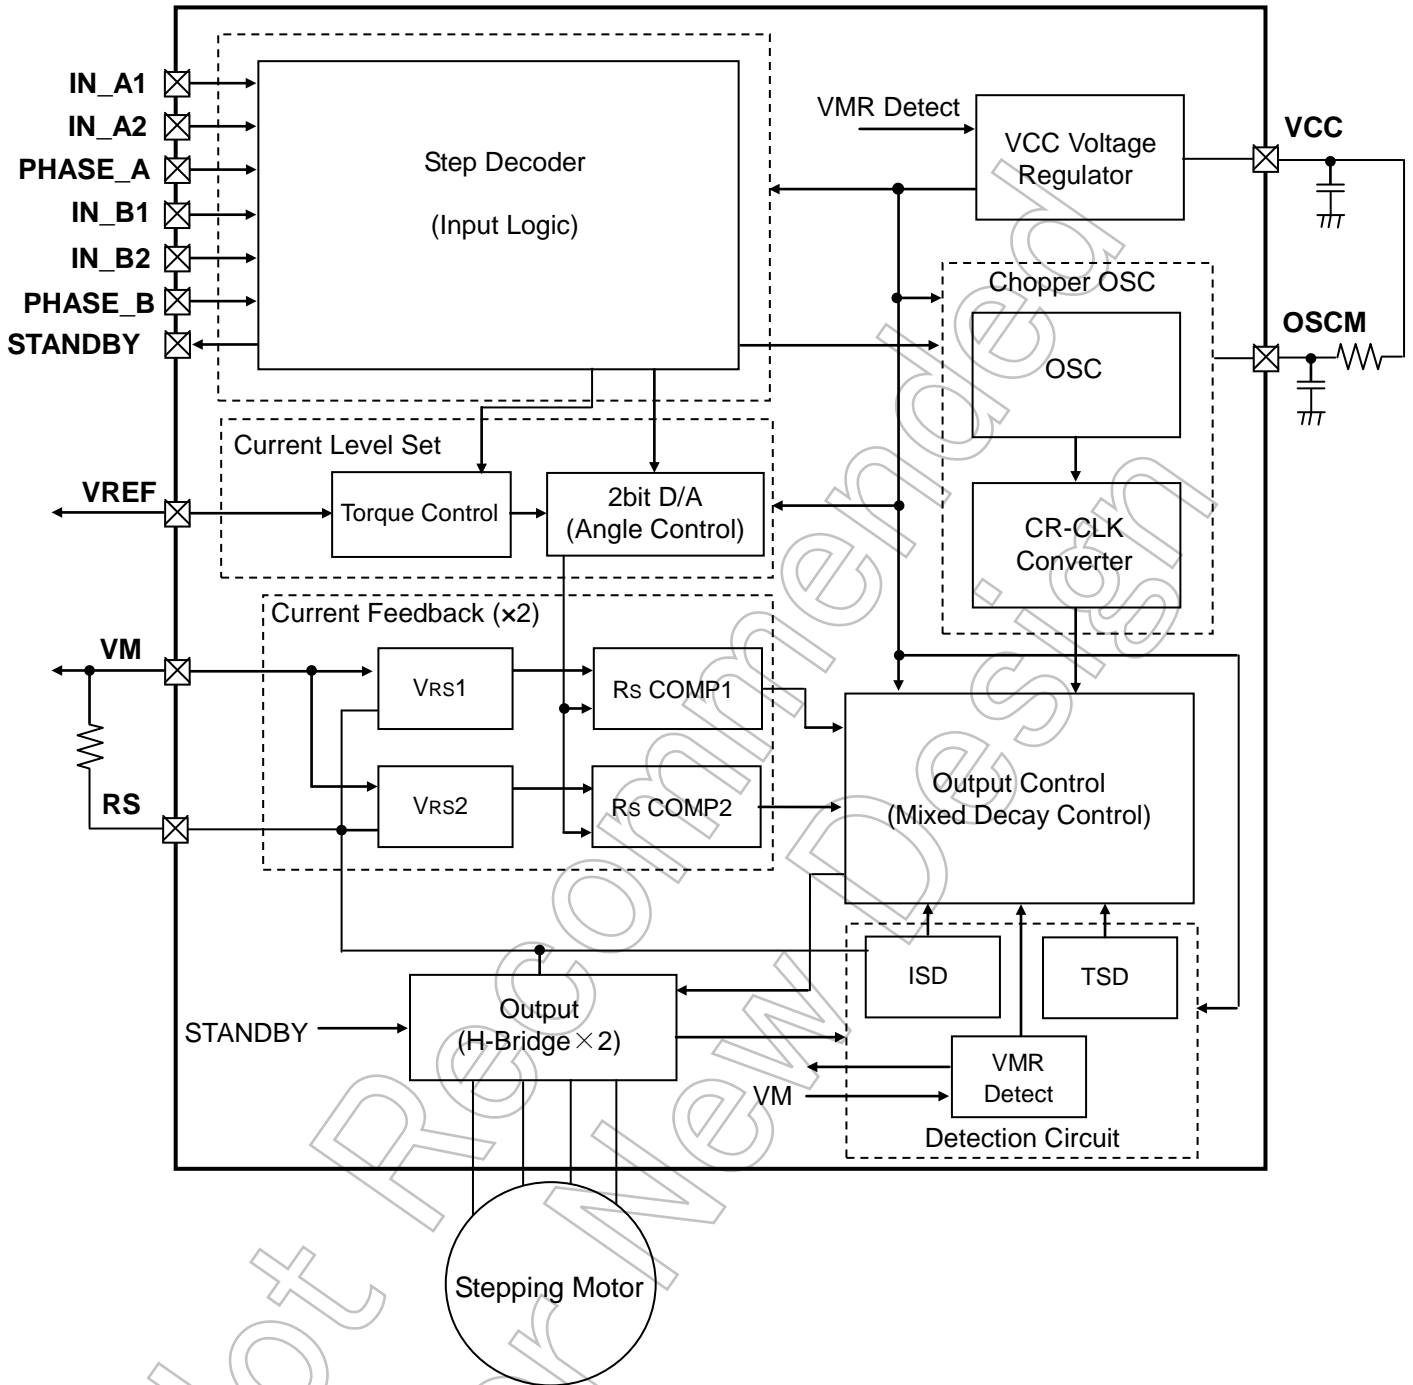 IN_A1
IN_A2
PHASE_A
IN_B1
IN_B2
PHASE_B
STANDBY
Step Decoder
(Input Logic)
VMR Detect
VCC Voltage
Regulator
VCC
Chopper OSC
OSC
OSCM
CR-CLK
Converter
Current Level Set
VREF
Torque Control
2bit D/A
(Angle Control)
Current Feedback (×2)
VM
VRS1
RS COMP1
VRS2
RS COMP2
RS
Output Control
(Mixed Decay Control)
ISD
TSD
STANDBY
Output
(H-Bridge×2)
VM
VMR
Detect
Detection Circuit
Stepping Motor
Not Recommended
for New Design